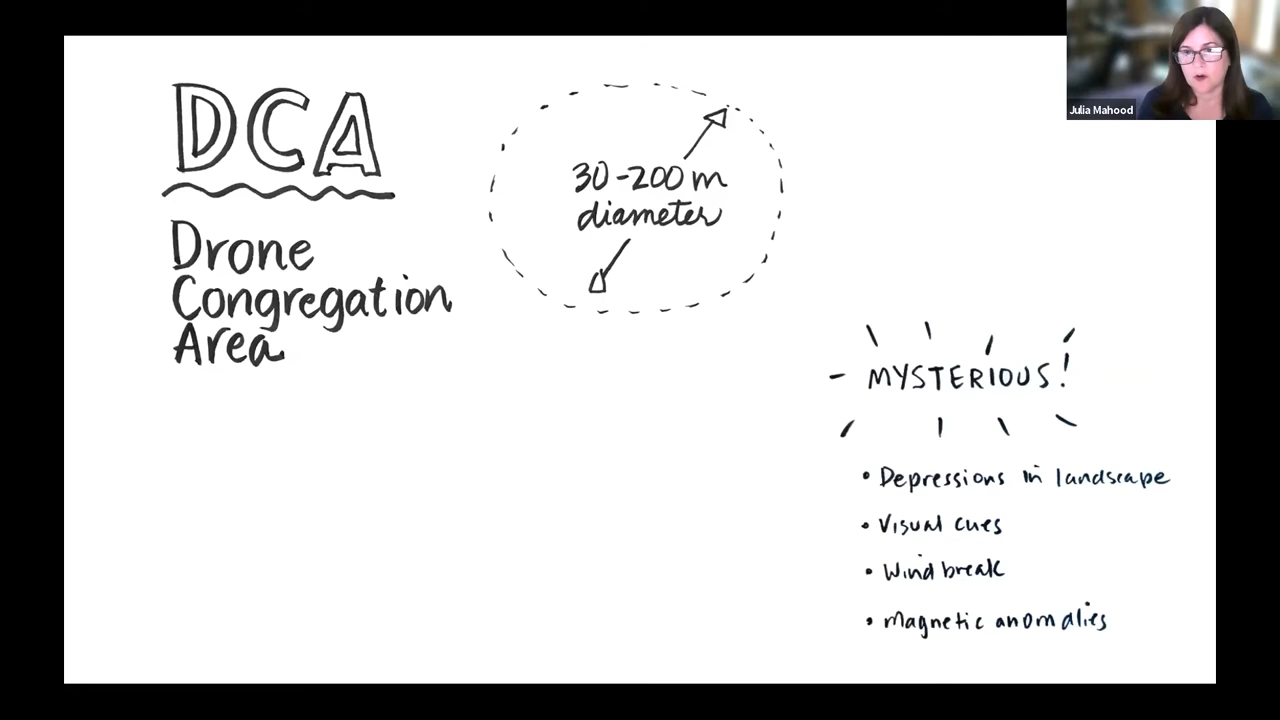 DCA
Drone
Congregation
Area
30-200 m
diameter
- MYSTERIOUS!
• Depressions in landscape
• Visual cues
• Wind break
• Magnetic anomalies
Julia Mahood